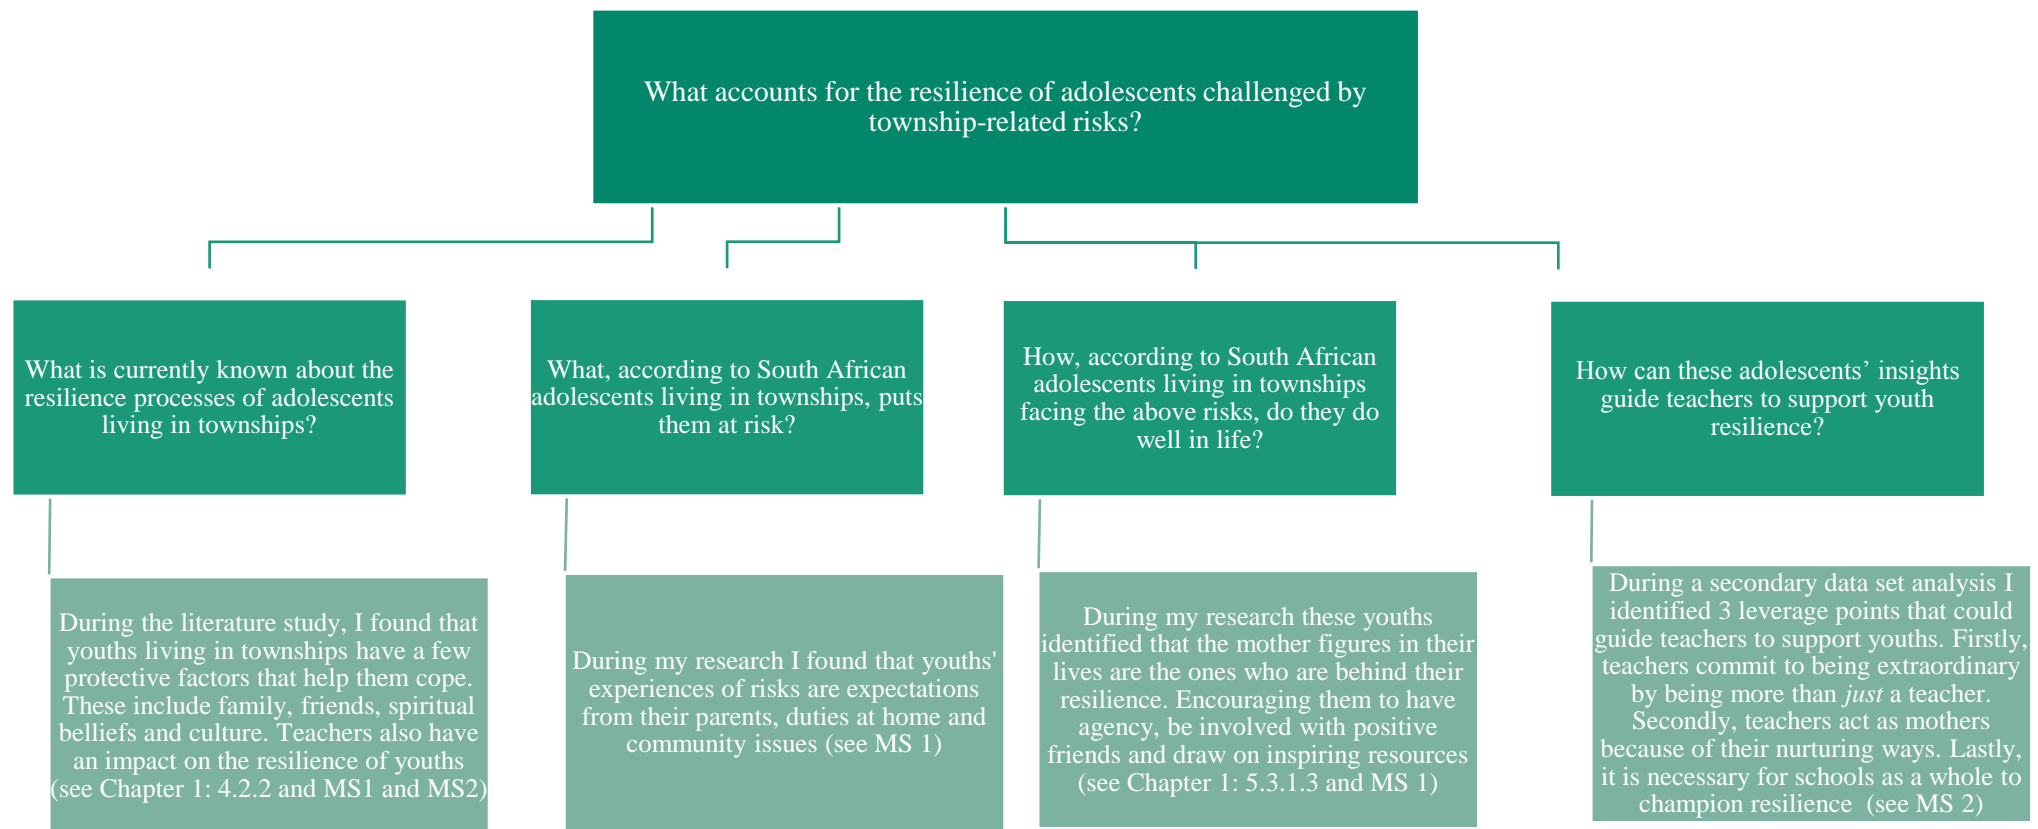 What accounts for the resilience of adolescents challenged by
township-related risks?
What is currently known about the
resilience processes of adolescents
living in townships?
What, according to South African
adolescents living in townships, puts
them at risk?
How, according to South African
adolescents living in townships
facing the above risks, do they do
well in life?
How can these adolescents’ insights
guide teachers to support youth
resilience?
During the literature study, I found that
youths living in townships have a few
protective factors that help them cope.
These include family, friends, spiritual
belliefs and culture. Teachers also have
an impact on the resilience of youths
(see Chapter 1: 4.2.2 and MS1 and MS2)
During my research I found that youths'
experiences of risks are expectations
from their parents, duties at home and
community issues (see MS 1)
During my research these youths
identified that the mother figures in their
lives are the ones who are behind their
resilience. Encouraging them to have
agency, be involved with positive
friends and draw on inspiring resources
(see Chapter 1: 5.3.1.3 and MS 1)
During a secondary data set analysis I
identified 3 leverage points that could
guide teachers to support youths. Firstly,
teachers commit to being extraordinary
by being more than just a teacher.
Secondly, teachers act as mothers
because of their nurturing ways. Lastly,
it is necessary for schools as a whole to
champion resilience (see MS 2)